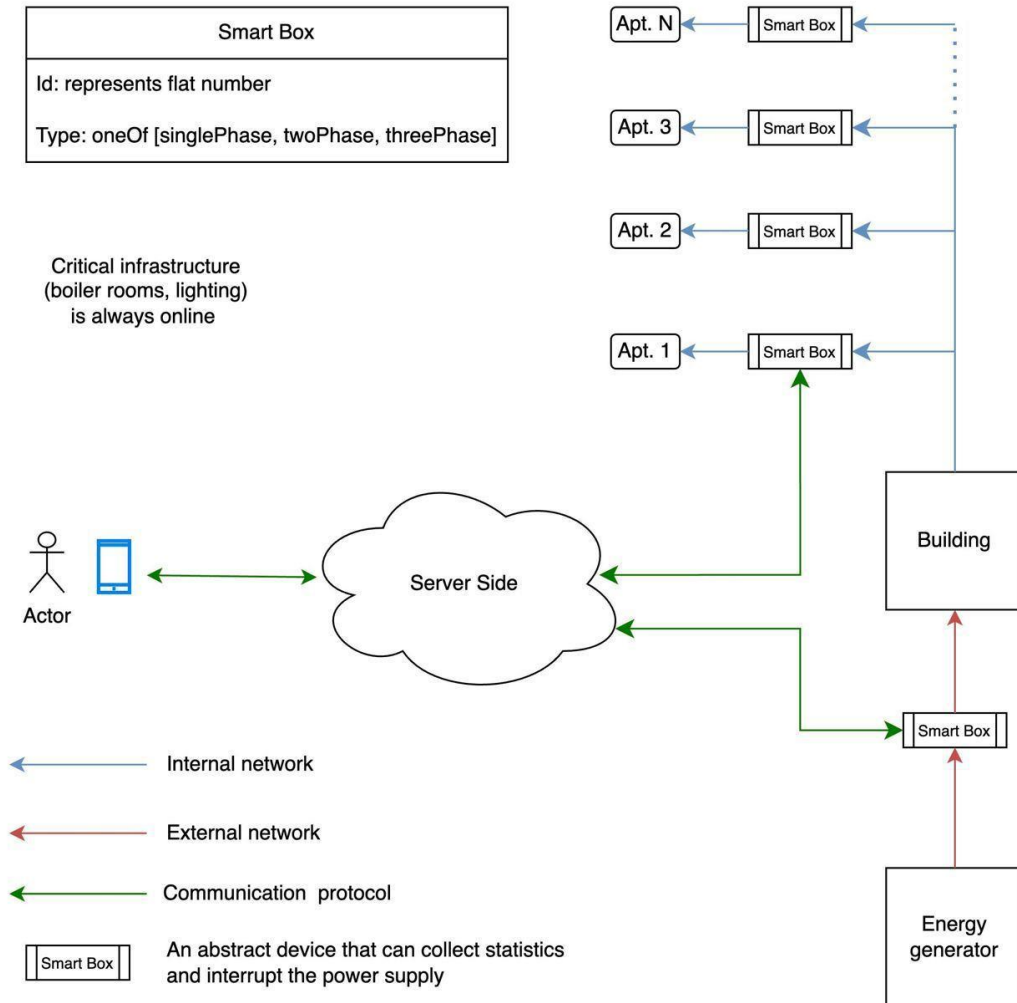 Smart Box
Id: represents flat number
Type: oneOf [singlePhase, twoPhase, threePhase]
Apt. N
Smart Box
Apt. 3
Smart Box
Apt. 2
Smart Box
Critical infrastructure
(boiler rooms, lighting)
is always online
Apt. 1
Smart Box
Building
Server Side
Actor
Smart Box
Internal network
External network
Communication protocol
Energy
generator
Smart Box
An abstract device that can collect statistics
and interrupt the power supply